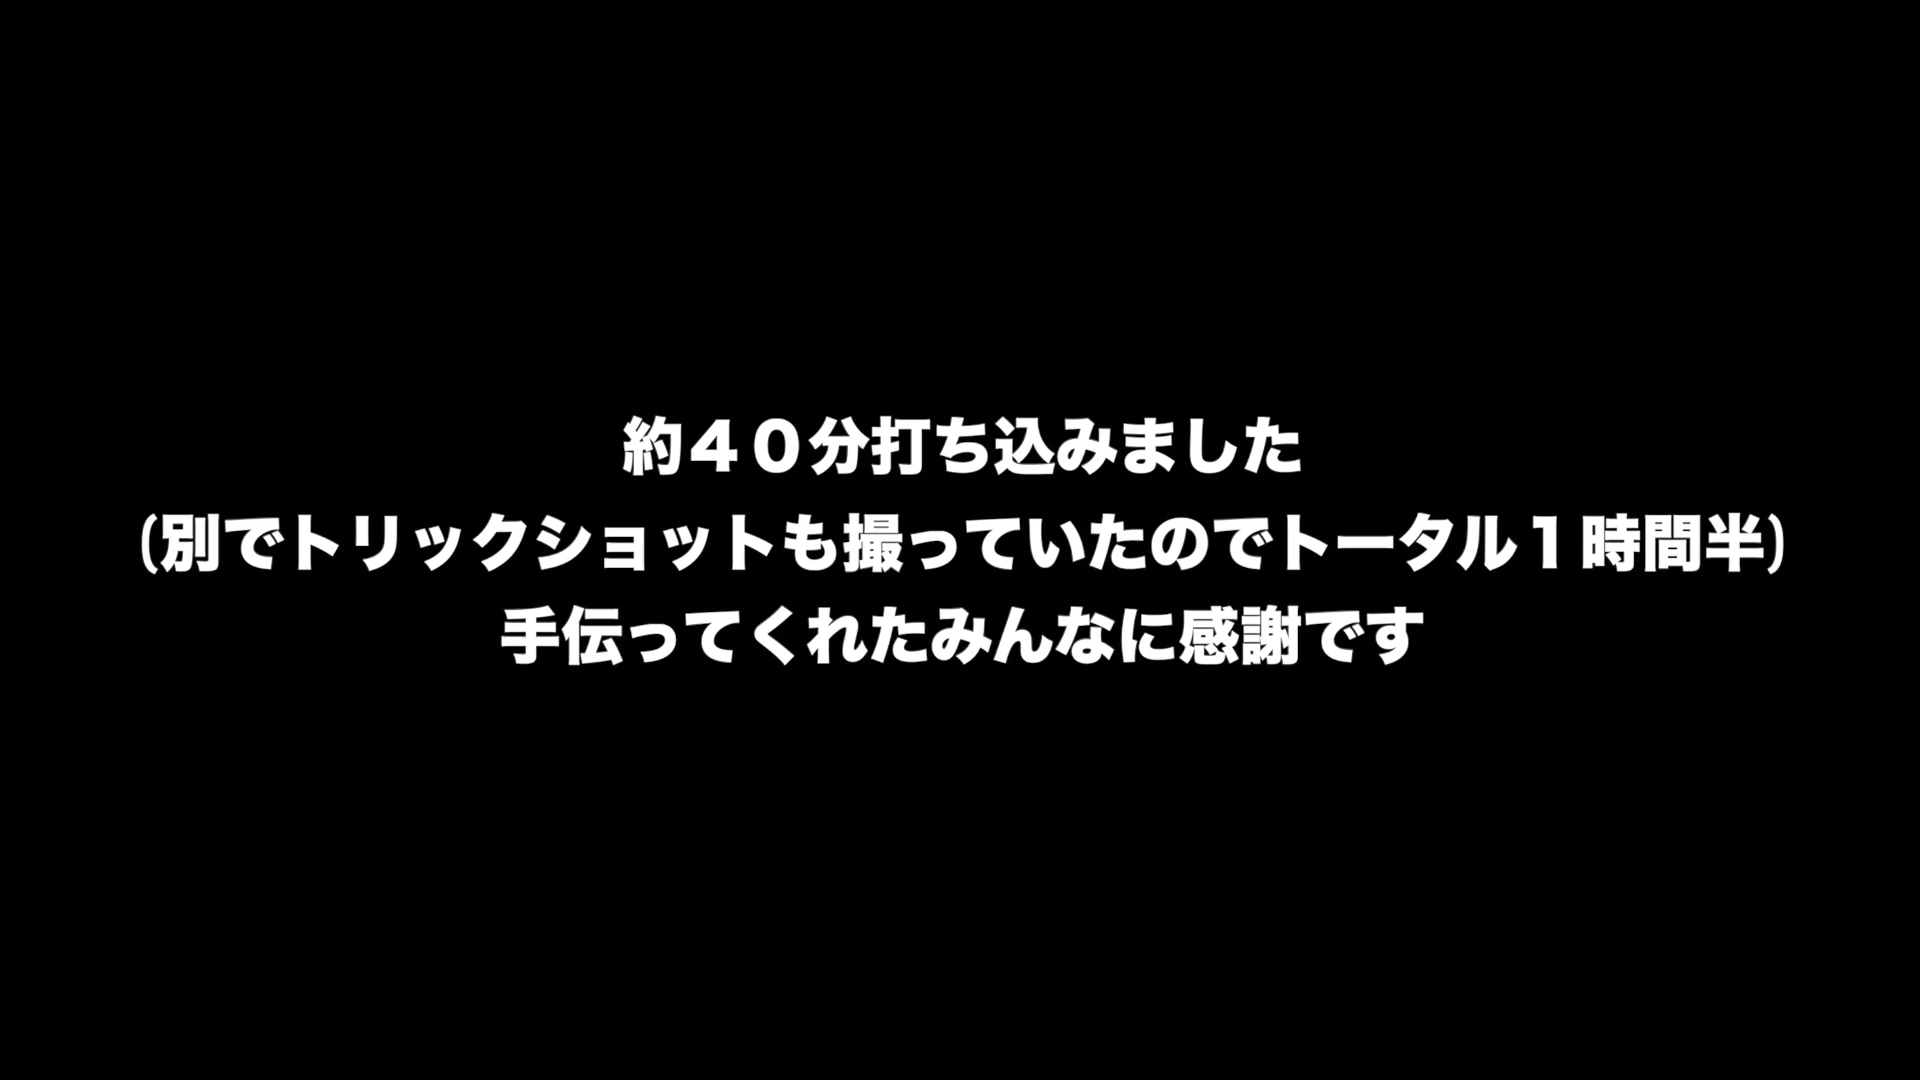 約４０分打ち込みました
(別でトリックショットも撮っていたのでトータル１時間半)
手伝ってくれたみんなに感謝です